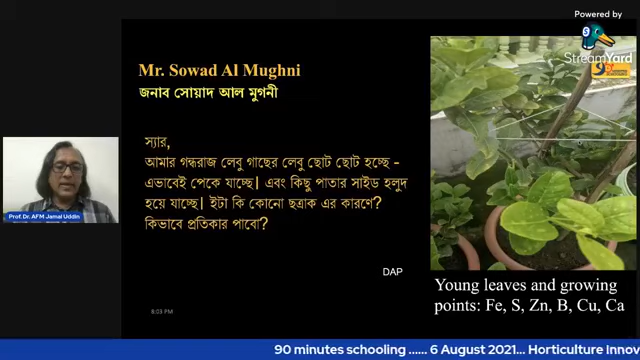 Powered by
StreamYard
Mr. Sowad Al Mughni
জনাব সোয়াদ আল মুগনী
স্যার,
আমার গন্ধরাজ লেবু গাছের লেবু ছোট ছোট হচ্ছে -
এভাবেই পেকে যাচ্ছে। এবং কিছু পাতার সাইড হলুদ
হয়ে যাচ্ছে। ইটা কি কোনো ছত্রাক এর কারণে?
কিভাবে প্রতিকার পাবো?
Prof. Dr. AFM Jamal Uddin
DAP
Young leaves and growing
points: Fe, S, Zn, B, Cu, Ca
8:03 PM
90 minutes schooling ...... 6 August 2021... Horticulture Innov